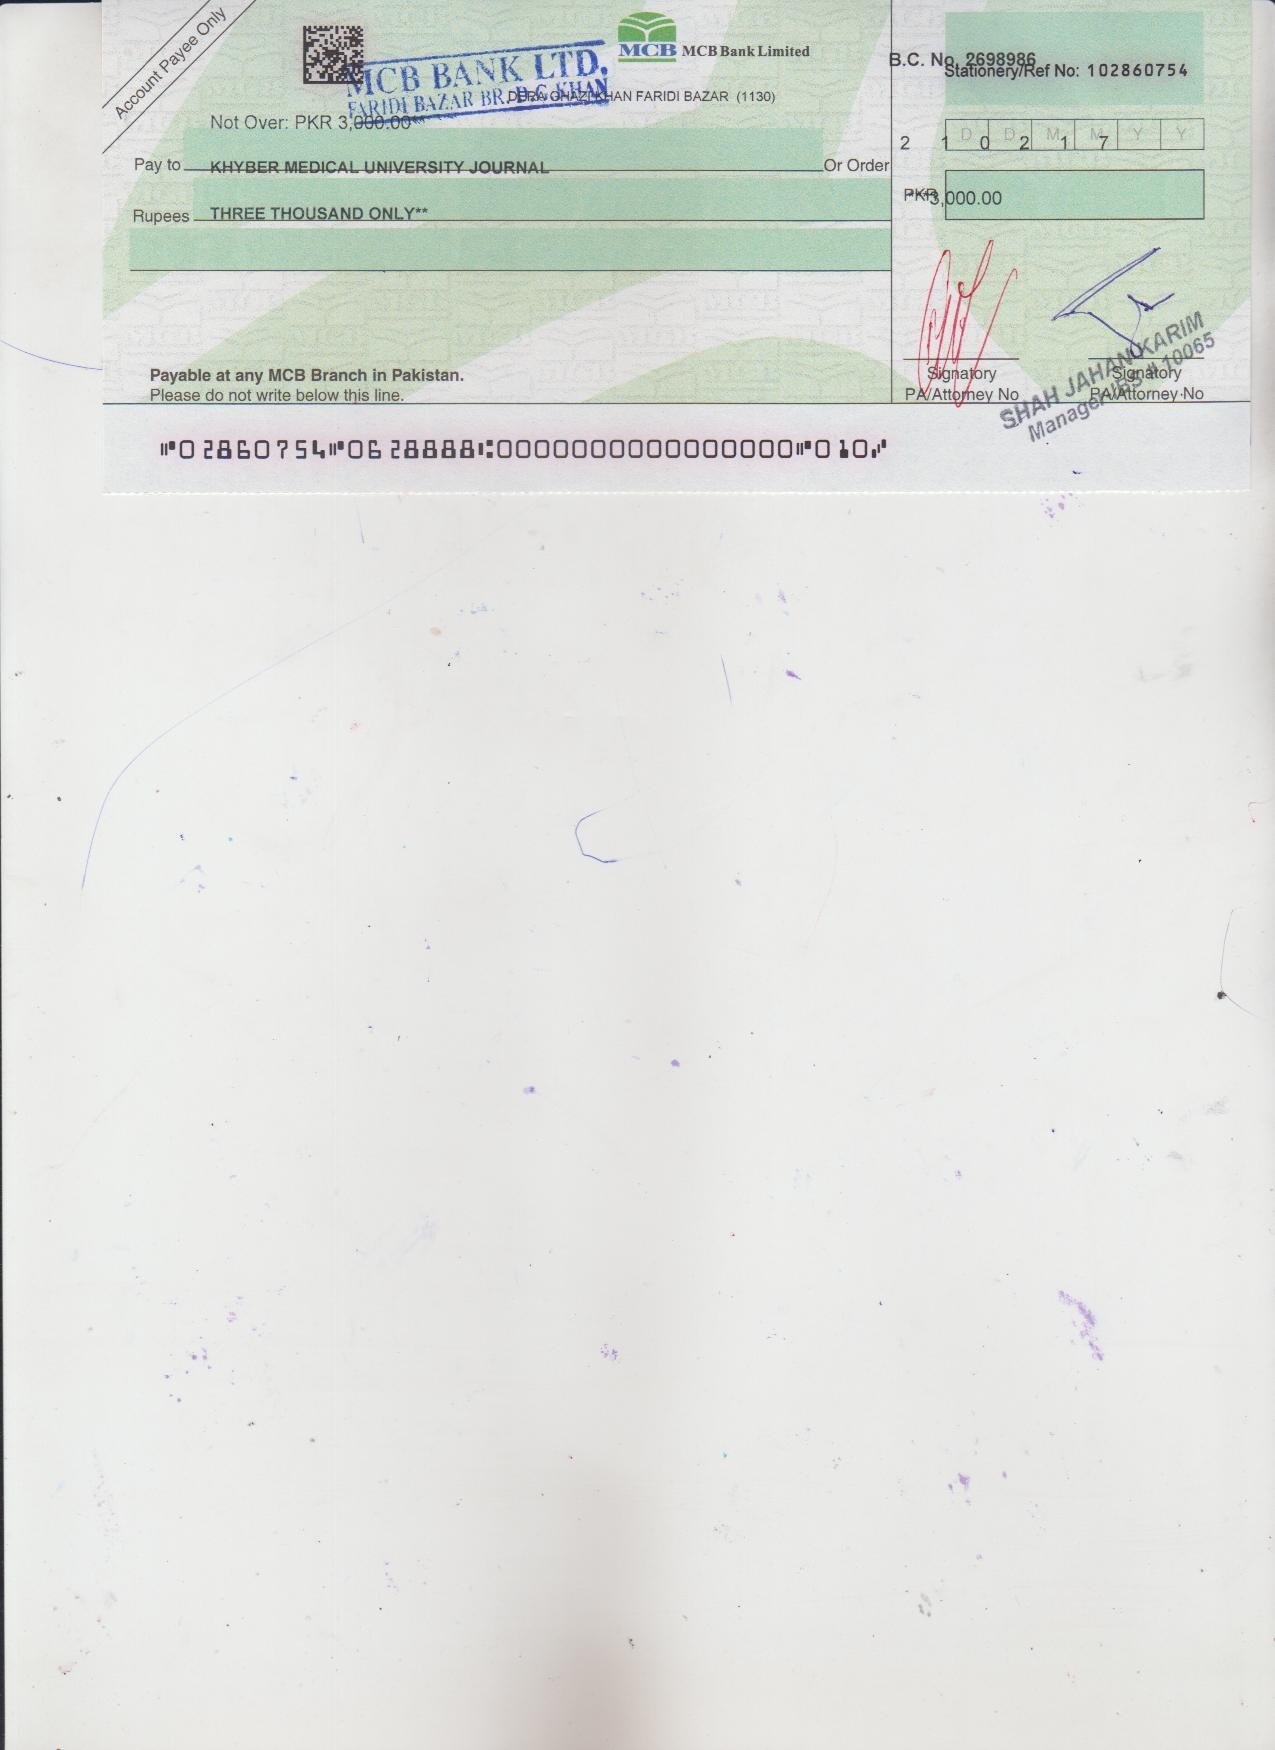 Account Payee Only
MCB BANK LTD.
FARIDI BAZAR BR. D.G. KHAN
MCB MCB Bank Limited
DERA GHAZI KHAN FARIDI BAZAR (1130)
B.C. No. 2698986
Stationery/Ref No: 102860754
Not Over: PKR 3,000.00**
D D M M Y Y
2 1 0 2 1 7
Pay to KHYBER MEDICAL UNIVERSITY JOURNAL Or Order
PKR **3,000.00
Rupees THREE THOUSAND ONLY**
Payable at any MCB Branch in Pakistan.
Please do not write below this line.
Signatory
PA/Attorney No
Signatory
PA/Attorney No
SHAH JAHAN KARIM
Manager IBS # 10065
⑈02860754⑈0628888⑆0000000000000000⑈010⑇